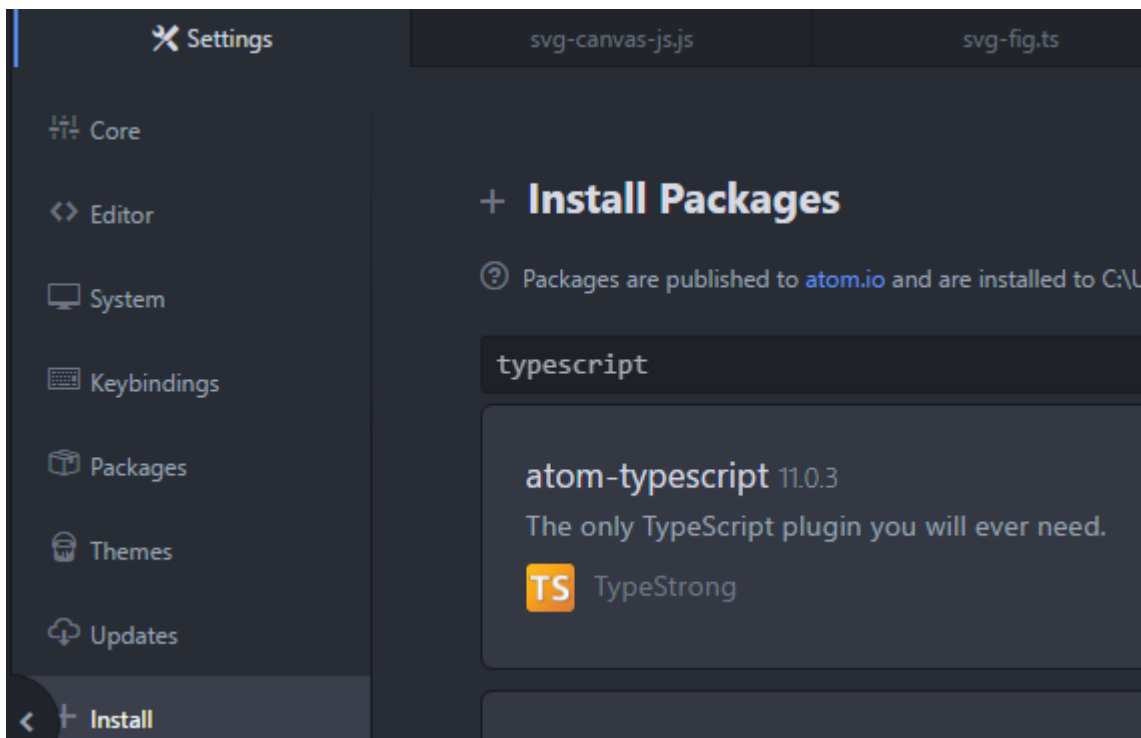 Settings
svg-canvas-js.js
svg-fig.ts
Core
Editor
System
Keybindings
Packages
Themes
Updates
Install
Install Packages
Packages are published to atom.io and are installed to C:\U
typescript
atom-typescript 11.0.3
The only TypeScript plugin you will ever need.
TS TypeStrong